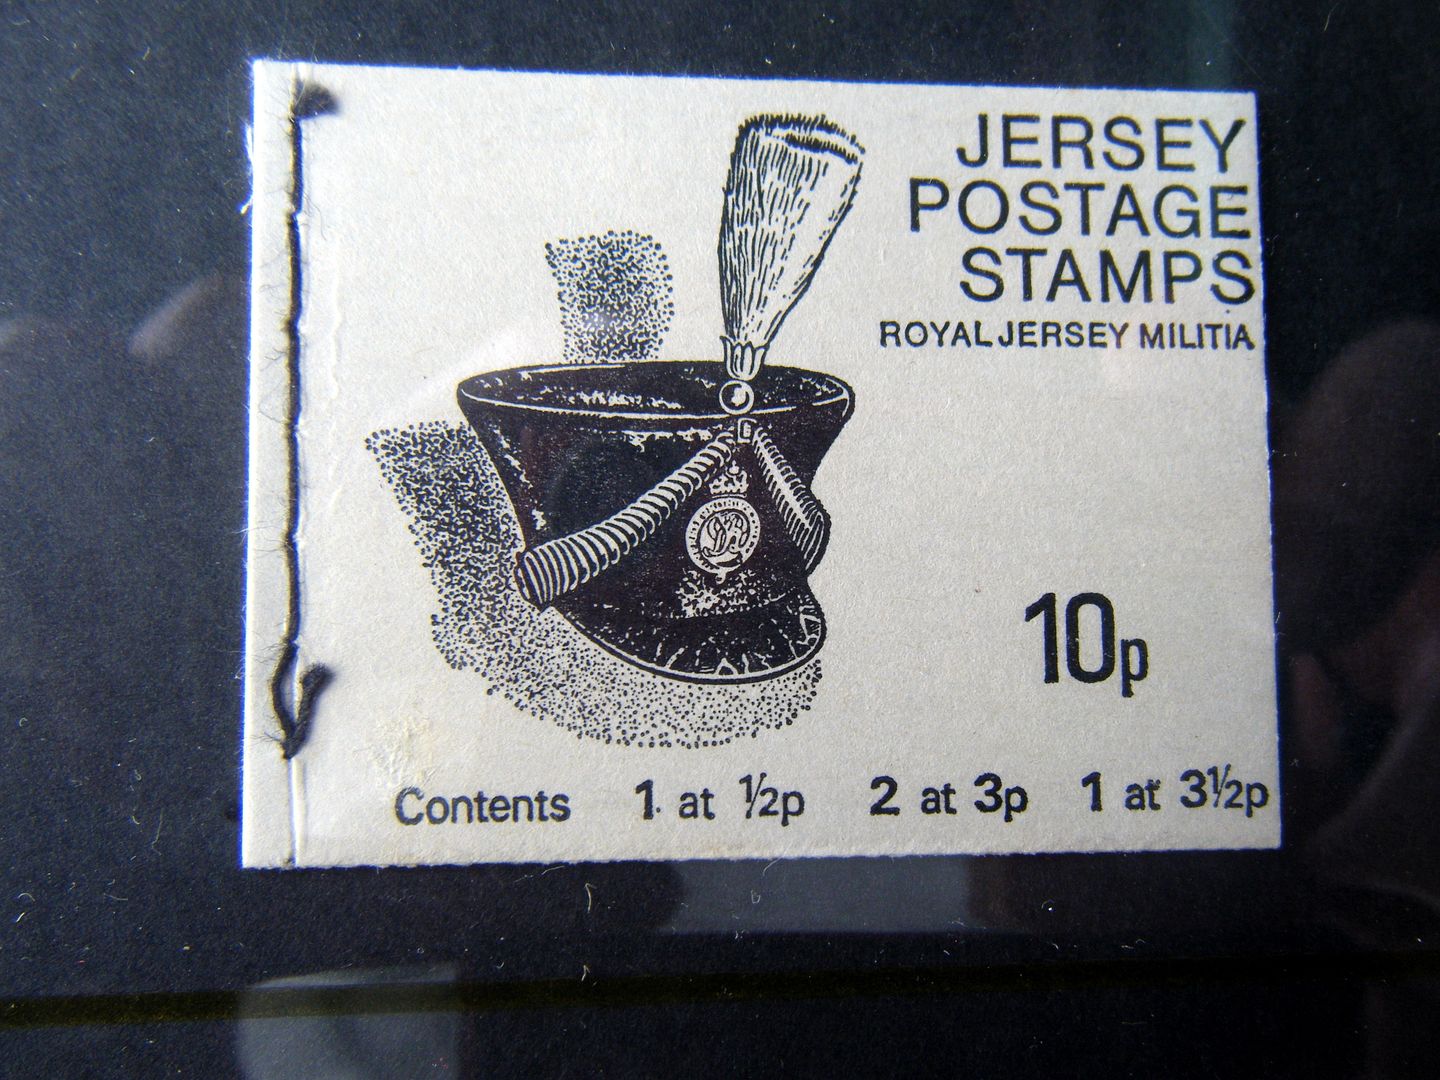 JERSEY
POSTAGE
STAMPS
ROYAL JERSEY MILITIA
10p
Contents 1 at ½p 2 at 3p 1 at 3½p